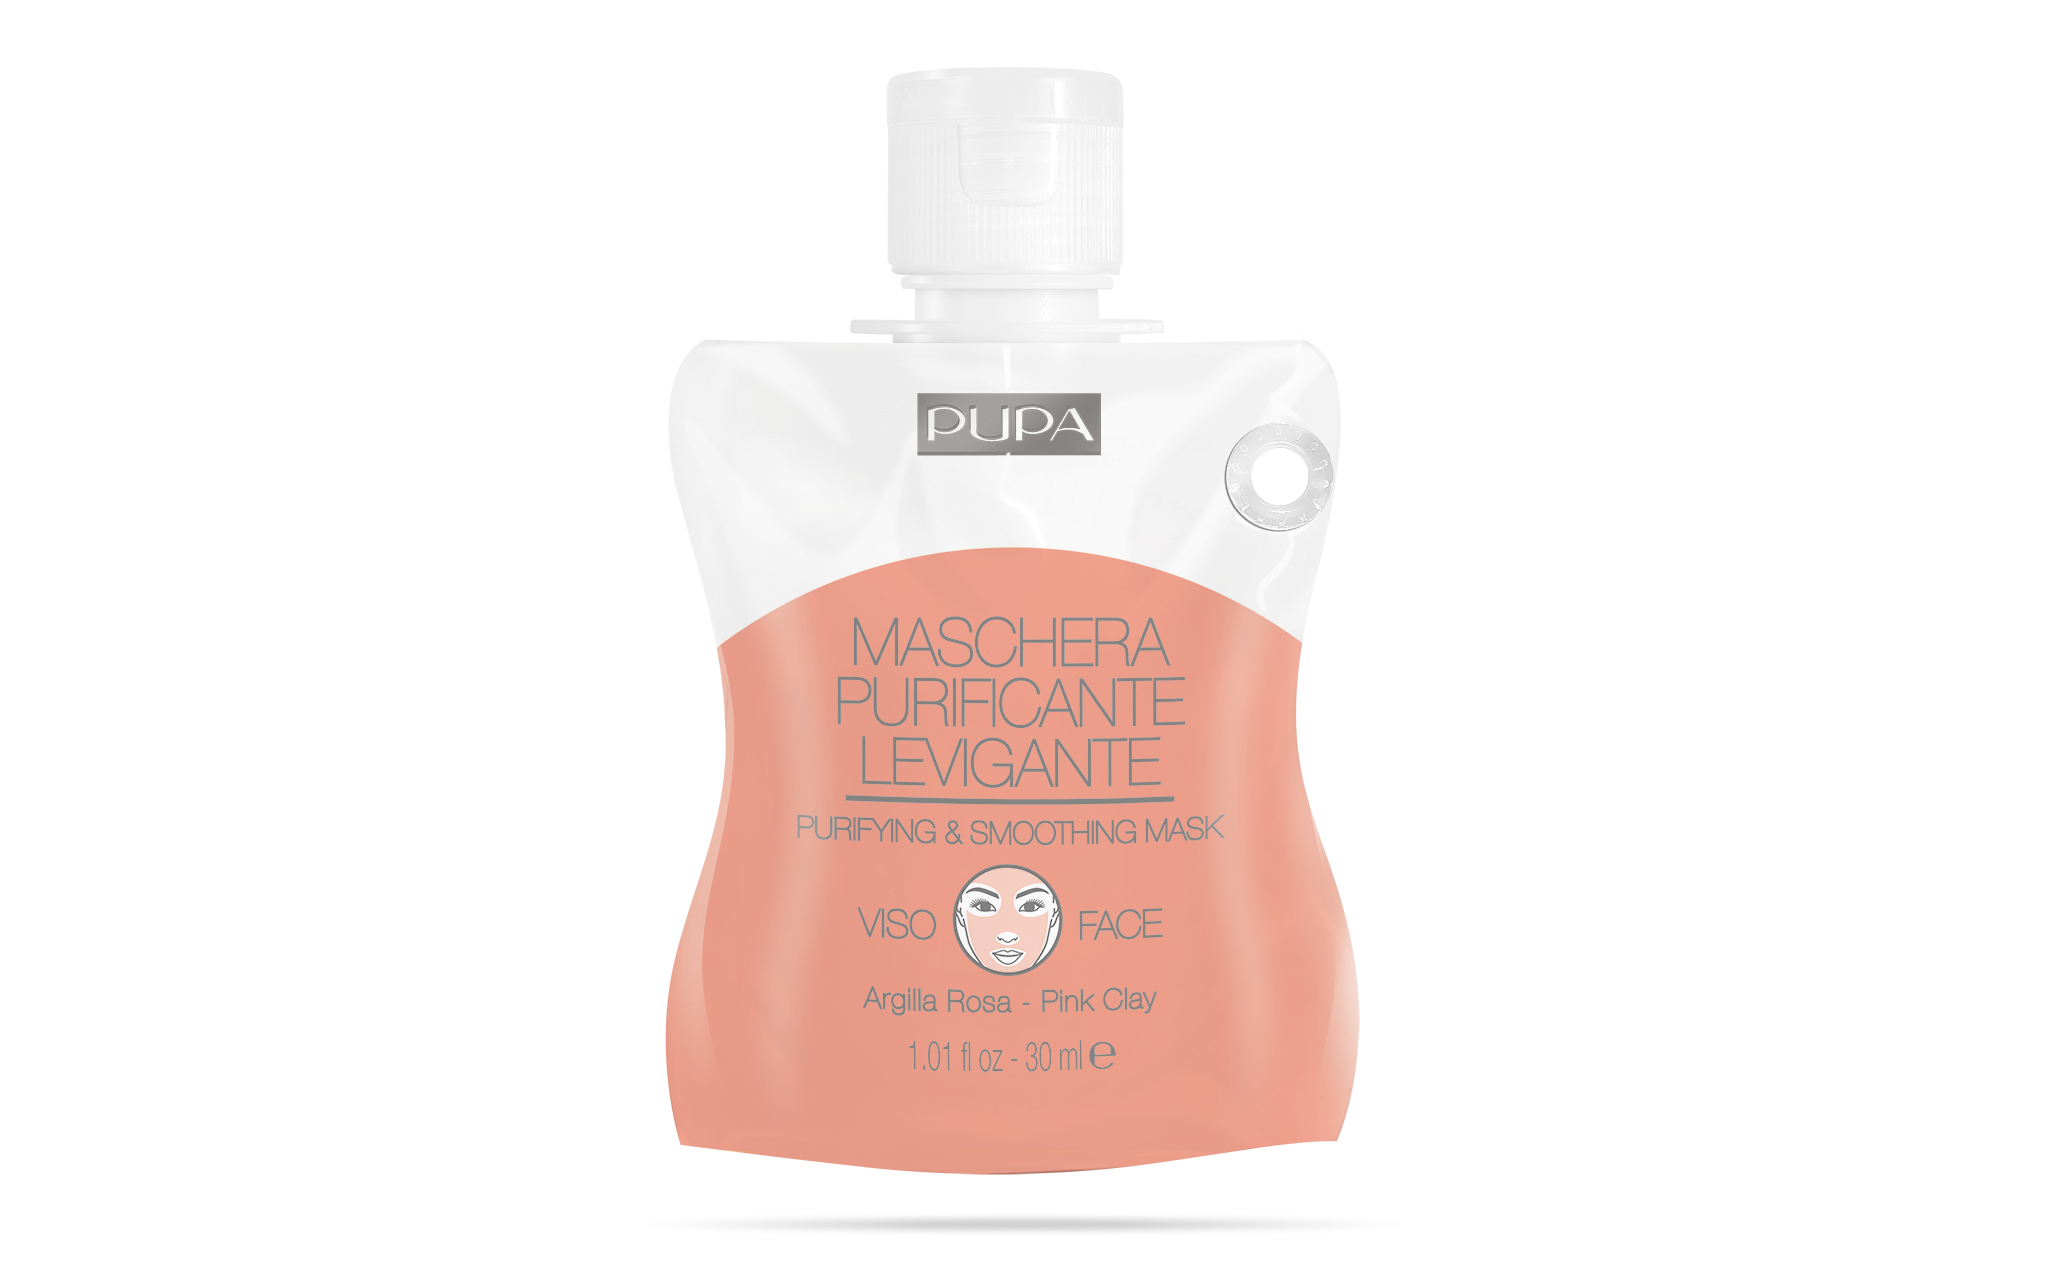 PUPA
MASCHERA
PURIFICANTE
LEVIGANTE
PURIFYING & SMOOTHING MASK
VISO FACE
Argilla Rosa - Pink Clay
1.01 fl oz - 30 ml ℮